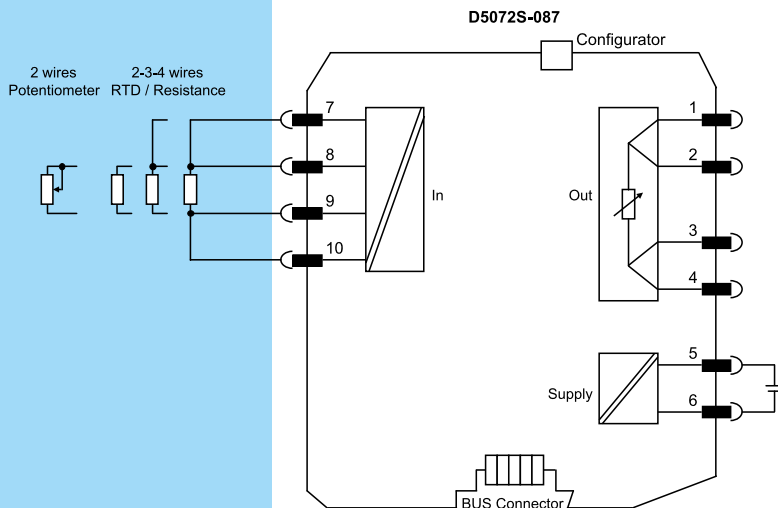 D5072S-087
Configurator
2 wires
Potentiometer
2-3-4 wires
RTD / Resistance
7
8
9
10
In
Out
1
2
3
4
Supply
5
6
BUS Connector